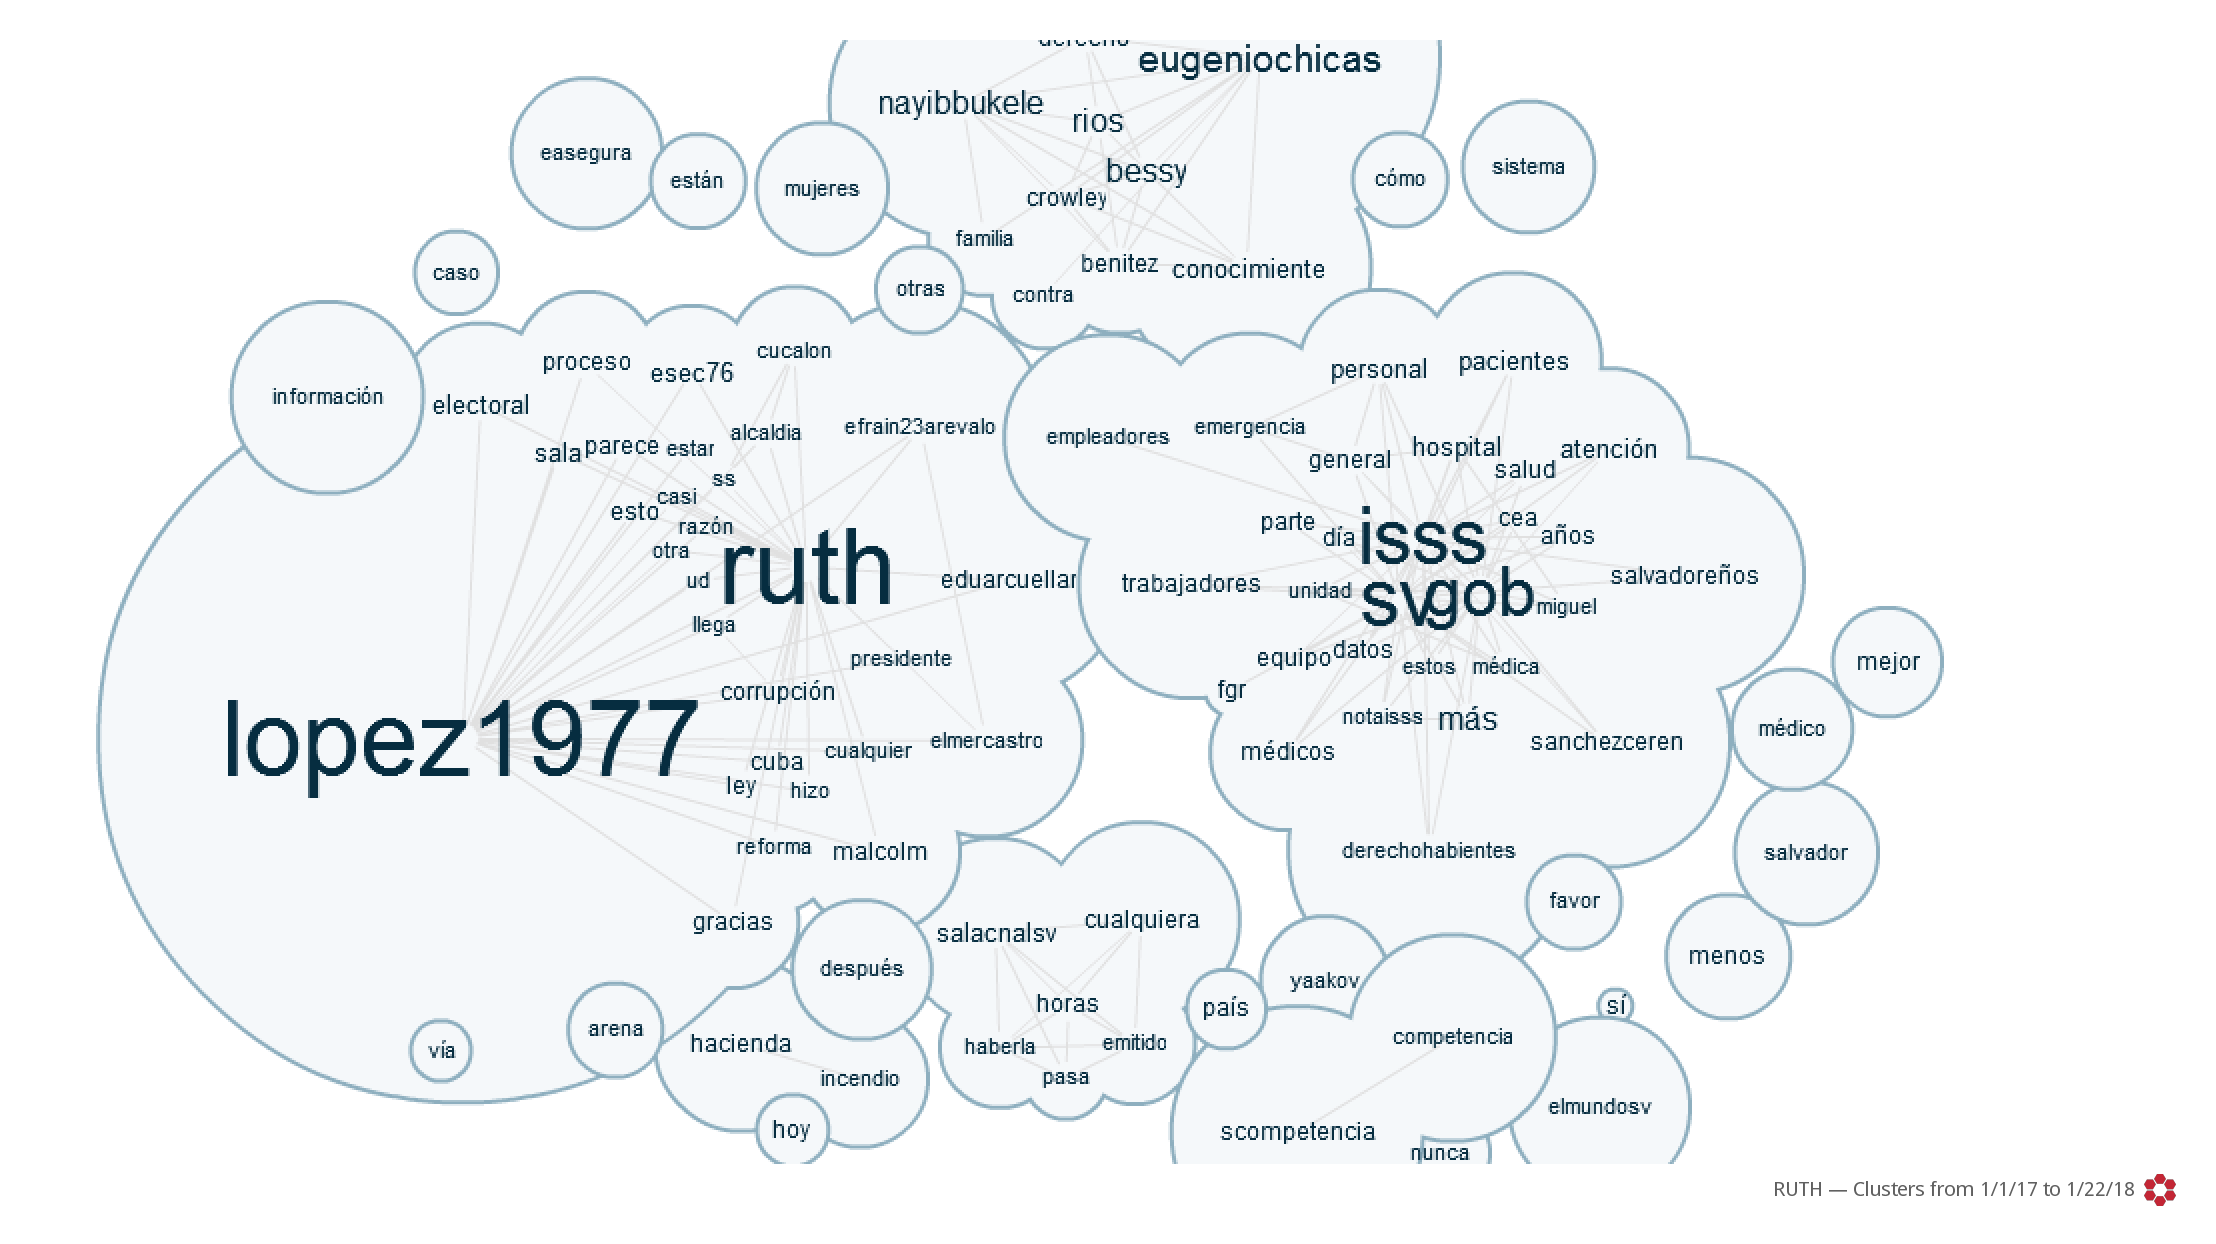 derecho
eugeniochicas
nayibbukele
rios
bessy
crowley
familia
benitez
conocimiento
contra
easegura
están
mujeres
cómo
sistema
caso
otras
información
proceso
esec76
cucalon
electoral
sala
parece
estar
alcaldia
efrain23arevalo
ss
casi
esto
razón
otra
ud
ruth
eduarcuellar
llega
presidente
corrupción
lopez1977
cuba
cualquier
elmercastro
ley
hizo
reforma
malcolm
gracias
vía
arena
personal
pacientes
empleadores
emergencia
general
hospital
salud
atención
parte
día
isss
cea
años
trabajadores
unidad
sv
gob
miguel
salvadoreños
equipo
datos
estos
médica
fgr
notaisss
más
médicos
sanchezceren
derechohabientes
mejor
médico
salvador
favor
menos
después
hacienda
incendio
hoy
salacnalsv
cualquiera
horas
haberla
emitido
pasa
país
yaakov
competencia
scompetencia
nunca
sí
elmundosv
RUTH — Clusters from 1/1/17 to 1/22/18